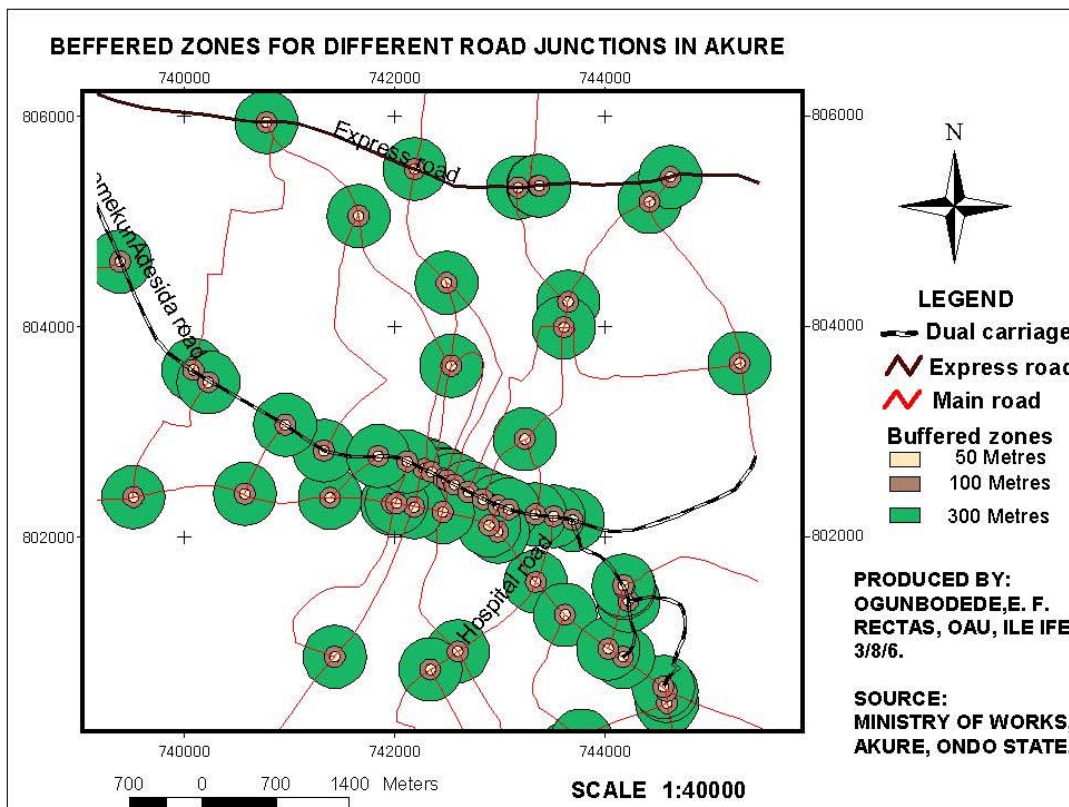 BEFFERED ZONES FOR DIFFERENT ROAD JUNCTIONS IN AKURE
740000 742000 744000
806000 806000
Express road
emekunAdesida road
804000 804000
802000 802000
Hospital road
740000 742000 744000
700 0 700 1400 Meters
SCALE 1:40000
N
LEGEND
Dual carriage
Express road
Main road
Buffered zones
50 Metres
100 Metres
300 Metres
PRODUCED BY:
OGUNBODEDE,E. F.
RECTAS, OAU, ILE IFE
3/8/6.
SOURCE:
MINISTRY OF WORKS,
AKURE, ONDO STATE.